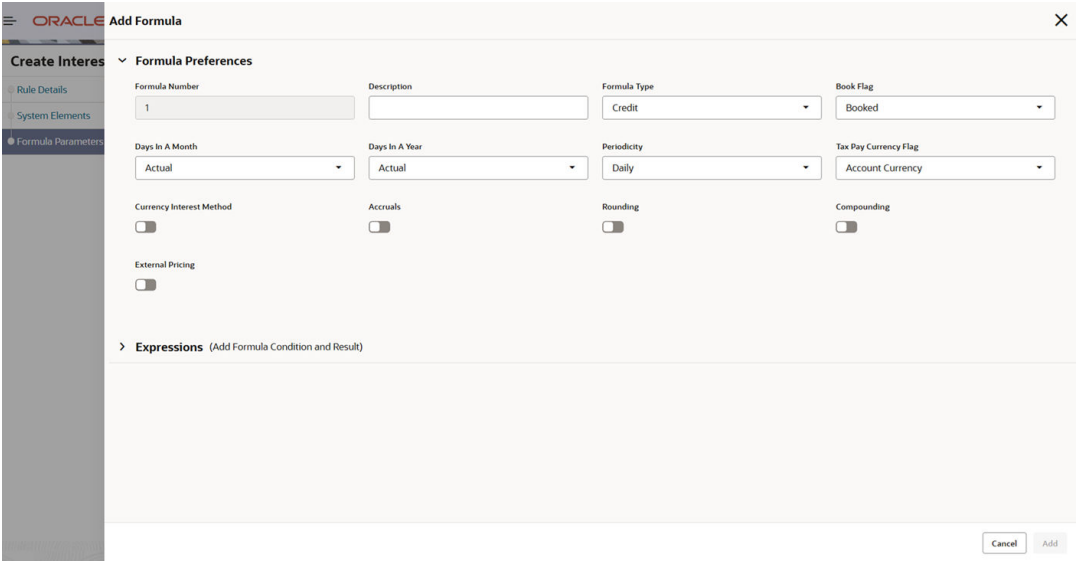 ORACLE
Add Formula
Create Interes
Formula Preferences
Rule Details
Formula Number
Description
Formula Type
Book Flag
1
Credit
Booked
System Elements
Formula Parameters
Days In A Month
Days In A Year
Periodicity
Tax Pay Currency Flag
Actual
Actual
Daily
Account Currency
Currency Interest Method
Accruals
Rounding
Compounding
External Pricing
Expressions (Add Formula Condition and Result)
Cancel
Add